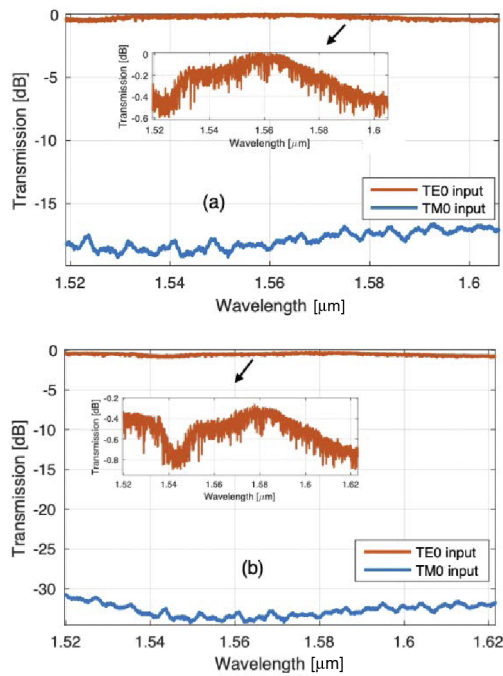 0
-5
-10
-15
Transmission [dB]
0
-0.2
-0.4
-0.6
Transmission [dB]
1.52
1.54
1.56
1.58
1.6
Wavelength [μm]
(a)
TE0 input
TM0 input
1.52
1.54
1.56
1.58
1.6
Wavelength [μm]
0
-5
-10
-15
-20
-25
-30
Transmission [dB]
-0.2
-0.4
-0.6
-0.8
Transmission [dB]
1.52
1.54
1.56
1.58
1.6
1.62
Wavelength [μm]
(b)
TE0 input
TM0 input
1.52
1.54
1.56
1.58
1.6
1.62
Wavelength [μm]